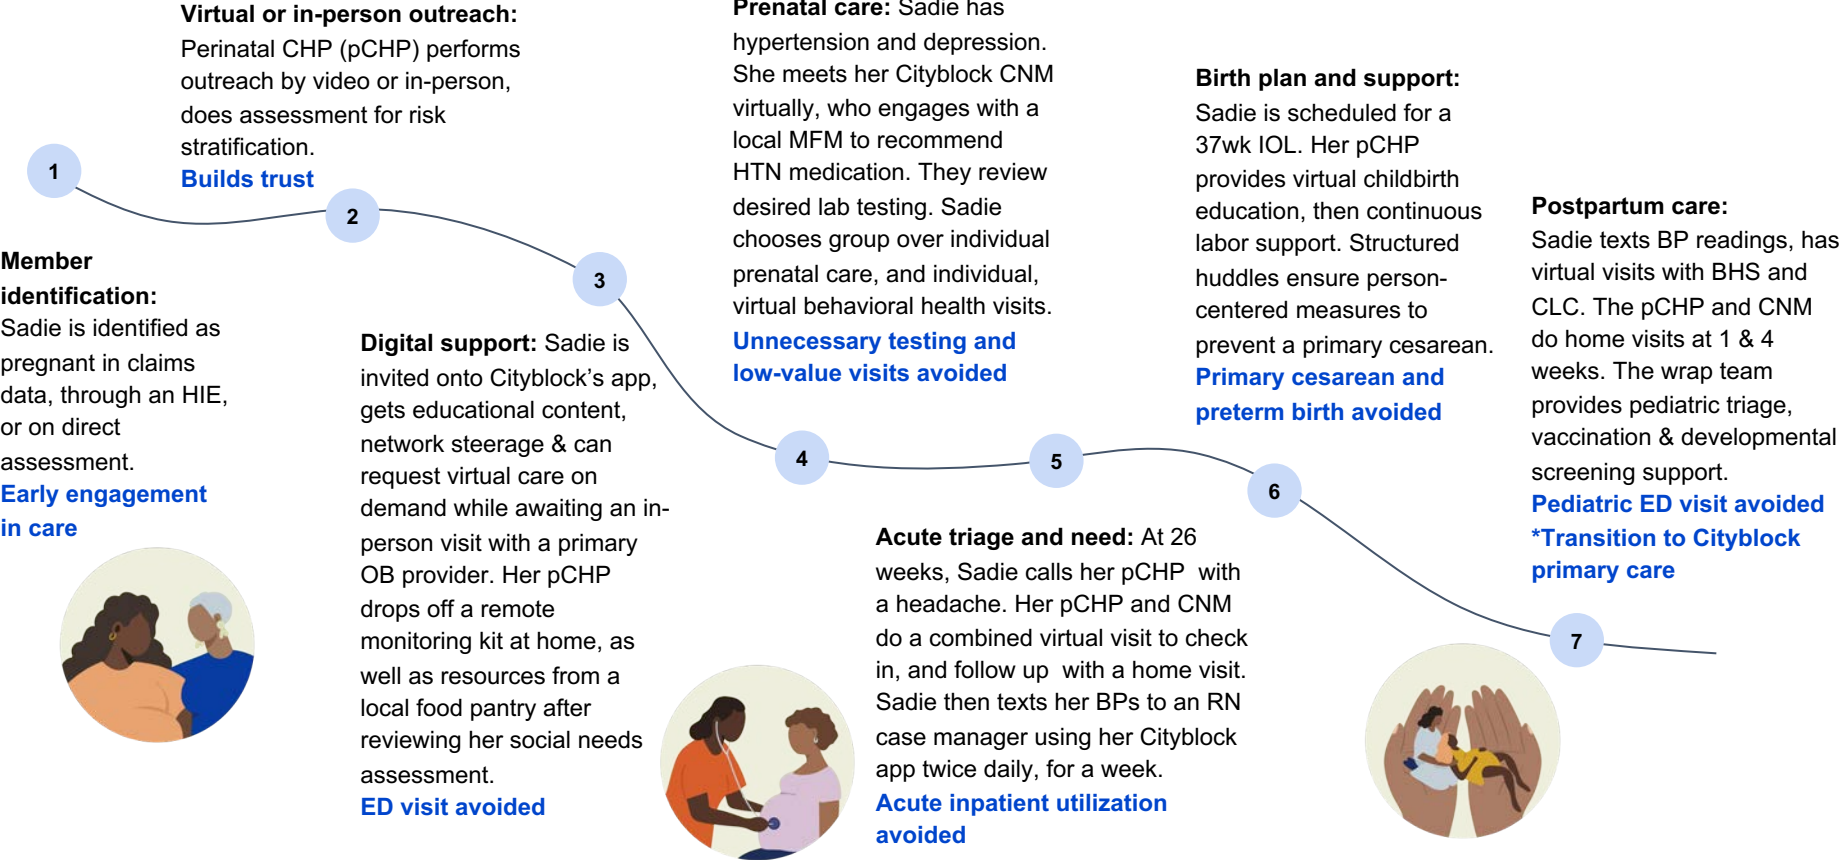 1
Member
identification:
Sadie is identified as
pregnant in claims
data, through an HIE,
or on direct
assessment.
Early engagement
in care
Virtual or in-person outreach:
Perinatal CHP (pCHP) performs
outreach by video or in-person,
does assessment for risk
stratification.
Builds trust
2
3
Digital support: Sadie is
invited onto Cityblock’s app,
gets educational content,
network steerage & can
request virtual care on
demand while awaiting an in-
person visit with a primary
OB provider. Her pCHP
drops off a remote
monitoring kit at home, as
well as resources from a
local food pantry after
reviewing her social needs
assessment.
ED visit avoided
Prenatal care: Sadie has
hypertension and depression.
She meets her Cityblock CNM
virtually, who engages with a
local MFM to recommend
HTN medication. They review
desired lab testing. Sadie
chooses group over individual
prenatal care, and individual,
virtual behavioral health visits.
Unnecessary testing and
low-value visits avoided
4
5
Acute triage and need: At 26
weeks, Sadie calls her pCHP  with
a headache. Her pCHP and CNM
do a combined virtual visit to check
in, and follow up  with a home visit.
Sadie then texts her BPs to an RN
case manager using her Cityblock
app twice daily, for a week.
Acute inpatient utilization
avoided
Birth plan and support:
Sadie is scheduled for a
37wk IOL. Her pCHP
provides virtual childbirth
education, then continuous
labor support. Structured
huddles ensure person-
centered measures to
prevent a primary cesarean.
Primary cesarean and
preterm birth avoided
6
Postpartum care:
Sadie texts BP readings, has
virtual visits with BHS and
CLC. The pCHP and CNM
do home visits at 1 & 4
weeks. The wrap team
provides pediatric triage,
vaccination & developmental
screening support.
Pediatric ED visit avoided
*Transition to Cityblock
primary care
7